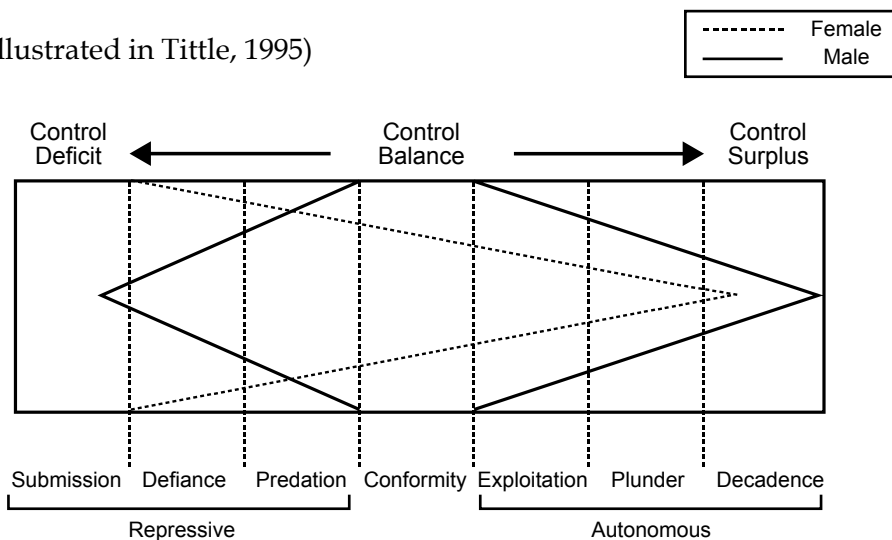 llustrated in Tittle, 1995)
Female
Male
Control Deficit
Control Balance
Control Surplus
Submission Defiance Predation Conformity Exploitation Plunder Decadence
Repressive Autonomous